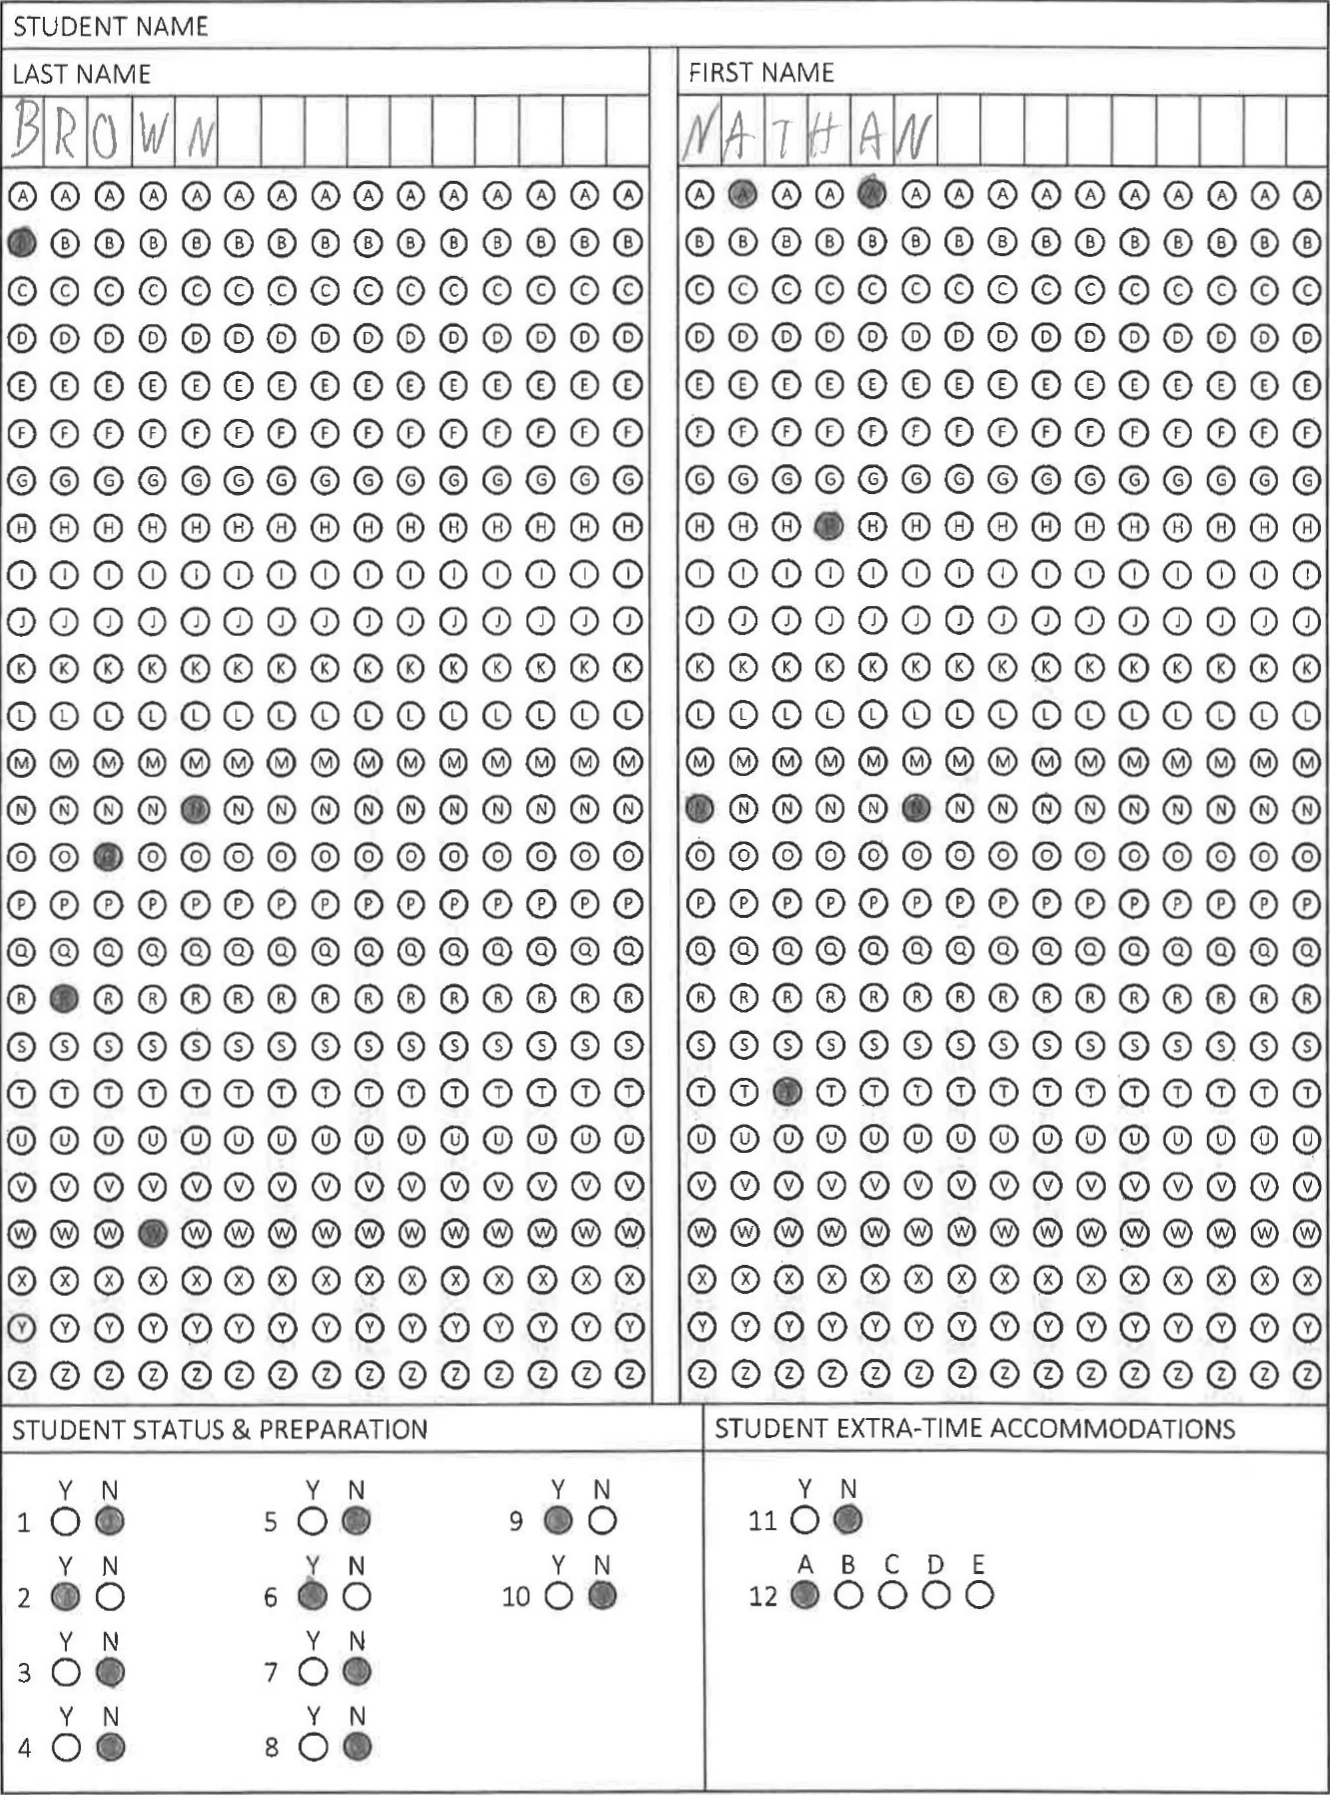 STUDENT NAME
LAST NAME FIRST NAME
BROWN NATHAN
A A A A A A A A A A A A A A A A A A A A A A A A A A A A A A
B B B B B B B B B B B B B B B B B B B B B B B B B B B B B B
C C C C C C C C C C C C C C C C C C C C C C C C C C C C C C
D D D D D D D D D D D D D D D D D D D D D D D D D D D D D D
E E E E E E E E E E E E E E E E E E E E E E E E E E E E E E
F F F F F F F F F F F F F F F F F F F F F F F F F F F F F F
G G G G G G G G G G G G G G G G G G G G G G G G G G G G G G
H H H H H H H H H H H H H H H H H H H H H H H H H H H H H H
I I I I I I I I I I I I I I I I I I I I I I I I I I I I I I
J J J J J J J J J J J J J J J J J J J J J J J J J J J J J J
K K K K K K K K K K K K K K K K K K K K K K K K K K K K K K
L L L L L L L L L L L L L L L L L L L L L L L L L L L L L L
M M M M M M M M M M M M M M M M M M M M M M M M M M M M M M
N N N N N N N N N N N N N N N N N N N N N N N N N N N N N N
O O O O O O O O O O O O O O O O O O O O O O O O O O O O O O
P P P P P P P P P P P P P P P P P P P P P P P P P P P P P P
Q Q Q Q Q Q Q Q Q Q Q Q Q Q Q Q Q Q Q Q Q Q Q Q Q Q Q Q Q Q
R R R R R R R R R R R R R R R R R R R R R R R R R R R R R R
S S S S S S S S S S S S S S S S S S S S S S S S S S S S S S
T T T T T T T T T T T T T T T T T T T T T T T T T T T T T T
U U U U U U U U U U U U U U U U U U U U U U U U U U U U U U
V V V V V V V V V V V V V V V V V V V V V V V V V V V V V V
W W W W W W W W W W W W W W W W W W W W W W W W W W W W W W
X X X X X X X X X X X X X X X X X X X X X X X X X X X X X X
Y Y Y Y Y Y Y Y Y Y Y Y Y Y Y Y Y Y Y Y Y Y Y Y Y Y Y Y Y Y
Z Z Z Z Z Z Z Z Z Z Z Z Z Z Z Z Z Z Z Z Z Z Z Z Z Z Z Z Z Z
STUDENT STATUS & PREPARATION
Y N Y N Y N
1 5 9
Y N Y N Y N
2 6 10
Y N Y N
3 7
Y N Y N
4 8
STUDENT EXTRA-TIME ACCOMMODATIONS
Y N
11
A B C D E
12